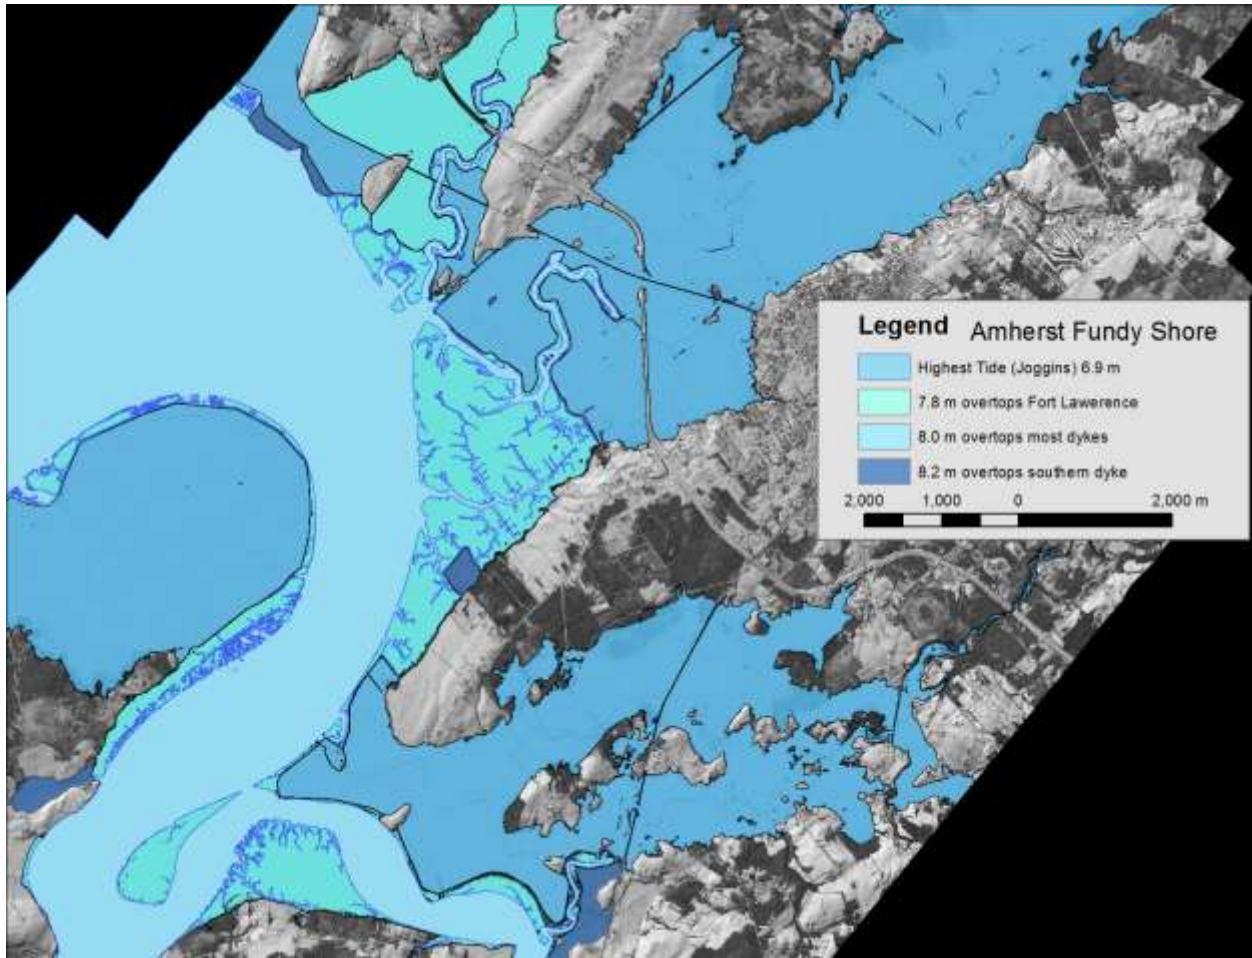 Legend Amherst Fundy Shore
Highest Tide (Joggins) 6.9 m
7.8 m overtops Fort Lawerence
8.0 m overtops most dykes
8.2 m overtops southern dyke
2,000 1,000 0 2,000 m